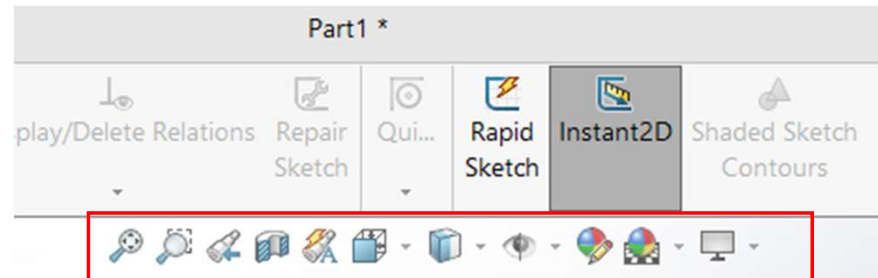 Part1 *
play/Delete Relations Repair Qui... Rapid Instant2D Shaded Sketch
Sketch Sketch Contours